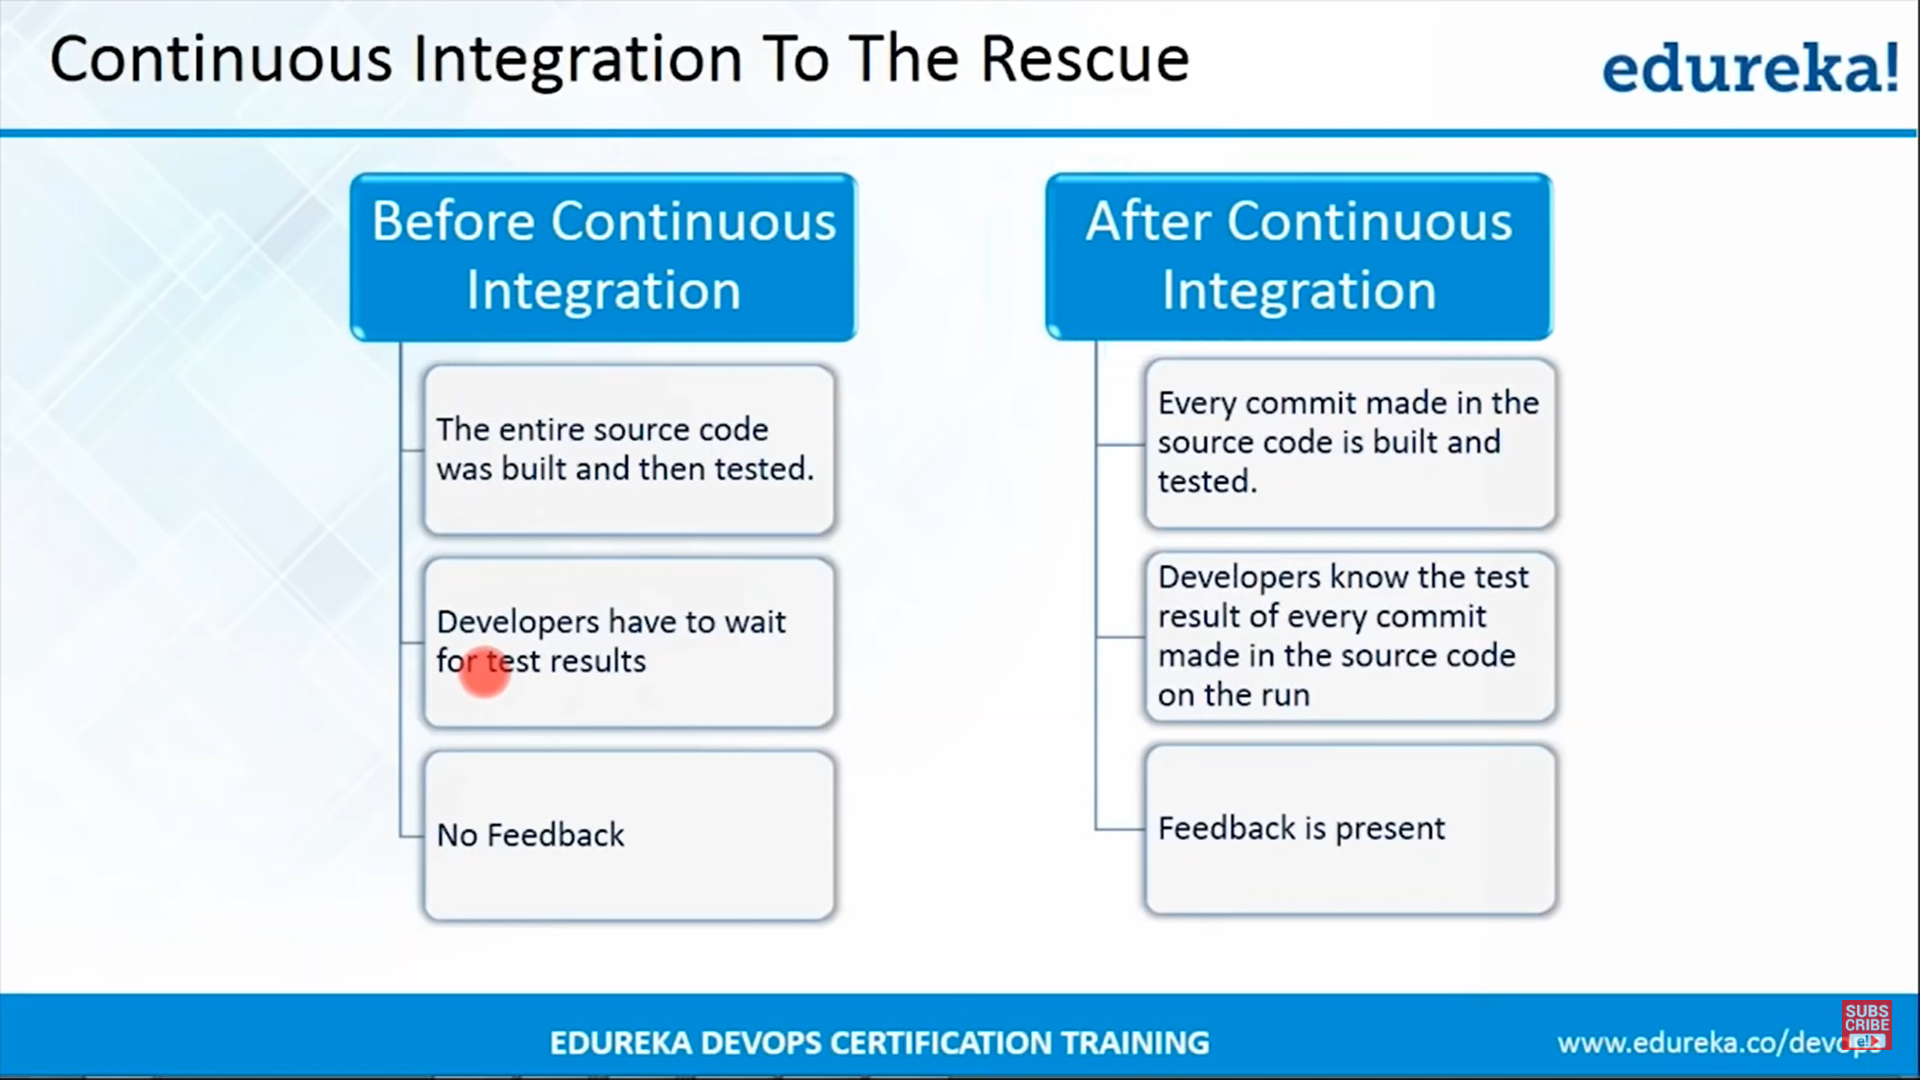 Continuous Integration To The Rescue
edureka!
Before Continuous
Integration
The entire source code
was built and then tested.
Developers have to wait
for test results
No Feedback
After Continuous
Integration
Every commit made in the
source code is built and
tested.
Developers know the test
result of every commit
made in the source code
on the run
Feedback is present
EDUREKA DEVOPS CERTIFICATION TRAINING
www.edureka.co/devops
SUBS
CRIBE
e!